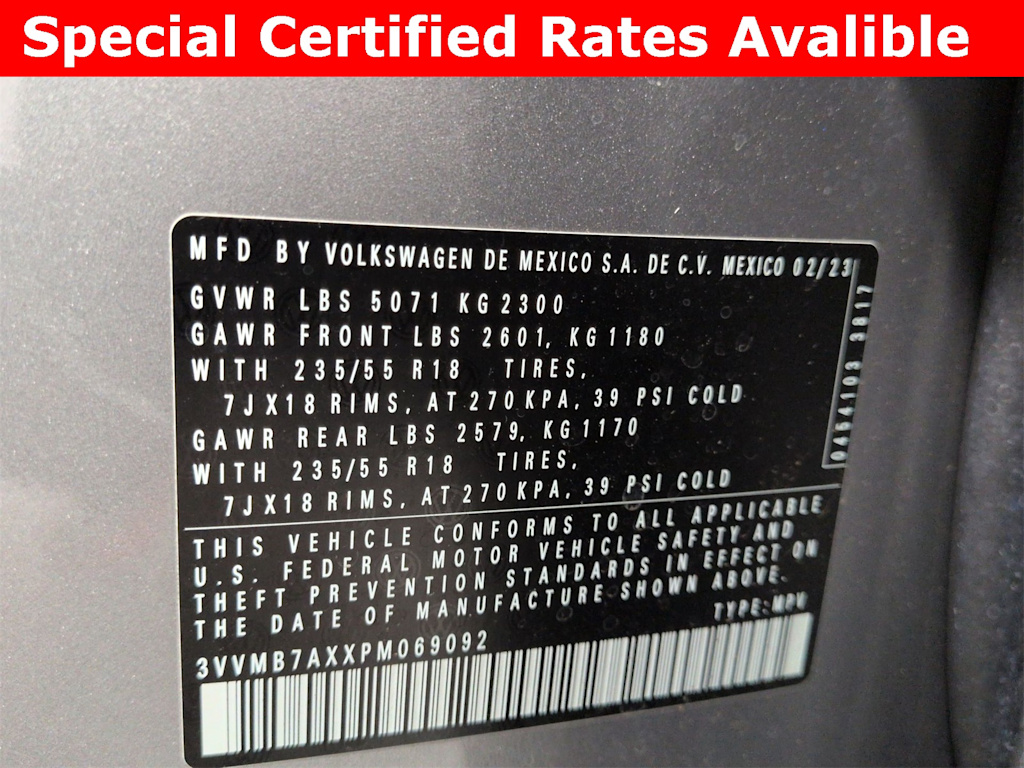 Special Certified Rates Avalible
MFD BY VOLKSWAGEN DE MEXICO S.A. DE C.V. MEXICO 02/23
GVWR LBS 5071 KG 2300
GAWR FRONT LBS 2601, KG 1180
WITH 235/55 R18 TIRES,
7JX18 RIMS, AT 270 KPA, 39 PSI COLD
GAWR REAR LBS 2579, KG 1170
WITH 235/55 R18 TIRES,
7JX18 RIMS, AT 270 KPA, 39 PSI COLD
THIS VEHICLE CONFORMS TO ALL APPLICABLE
U.S. FEDERAL MOTOR VEHICLE SAFETY AND
THEFT PREVENTION STANDARDS IN EFFECT ON
THE DATE OF MANUFACTURE SHOWN ABOVE.
TYPE: MPV
3VVMB7AXXPM069092